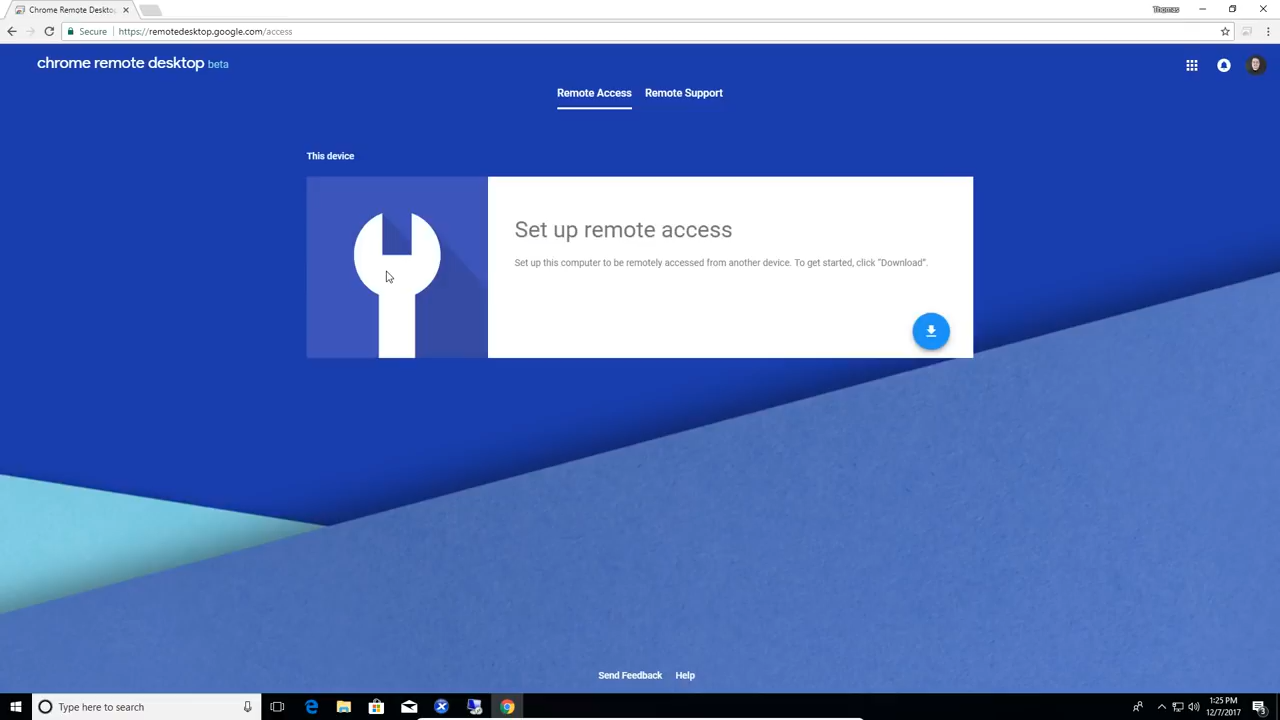 Chrome Remote Desktop
Thomas
Secure
https://remotedesktop.google.com/access
chrome remote desktop beta
Remote Access
Remote Support
This device
Set up remote access
Set up this computer to be remotely accessed from another device. To get started, click “Download”.
Send Feedback
Help
Type here to search
1:25 PM
12/7/2017